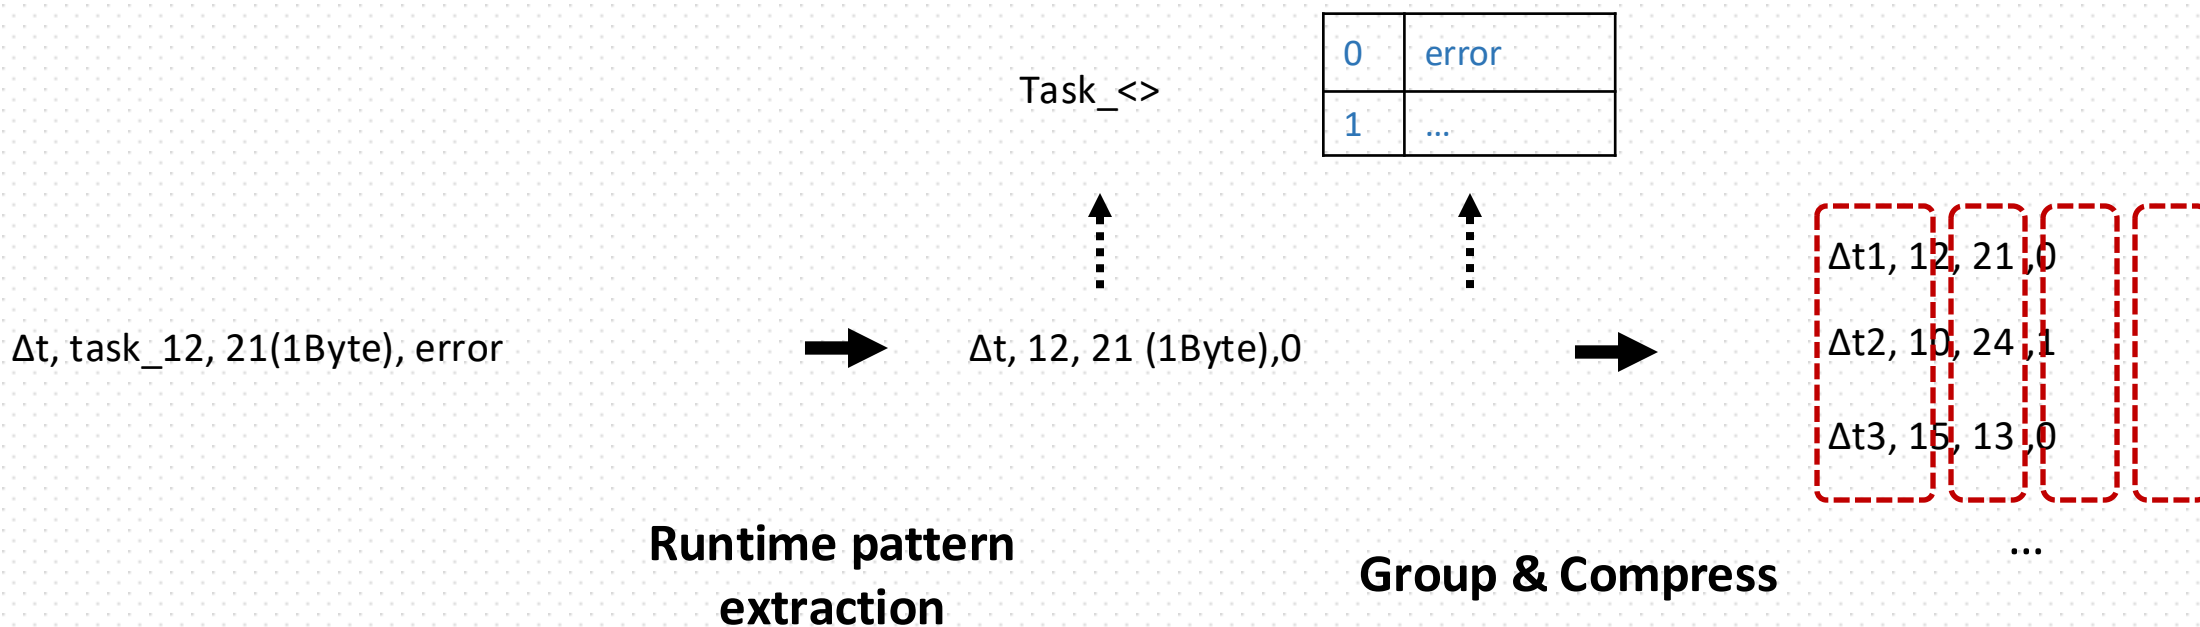 Task_<>
0 error
1 ...
Δt, task_12, 21(1Byte), error
Δt, 12, 21 (1Byte),0
Δt1, 12, 21 ,0
Δt2, 10, 24 ,1
Δt3, 15, 13 ,0
...
Runtime pattern
extraction
Group & Compress